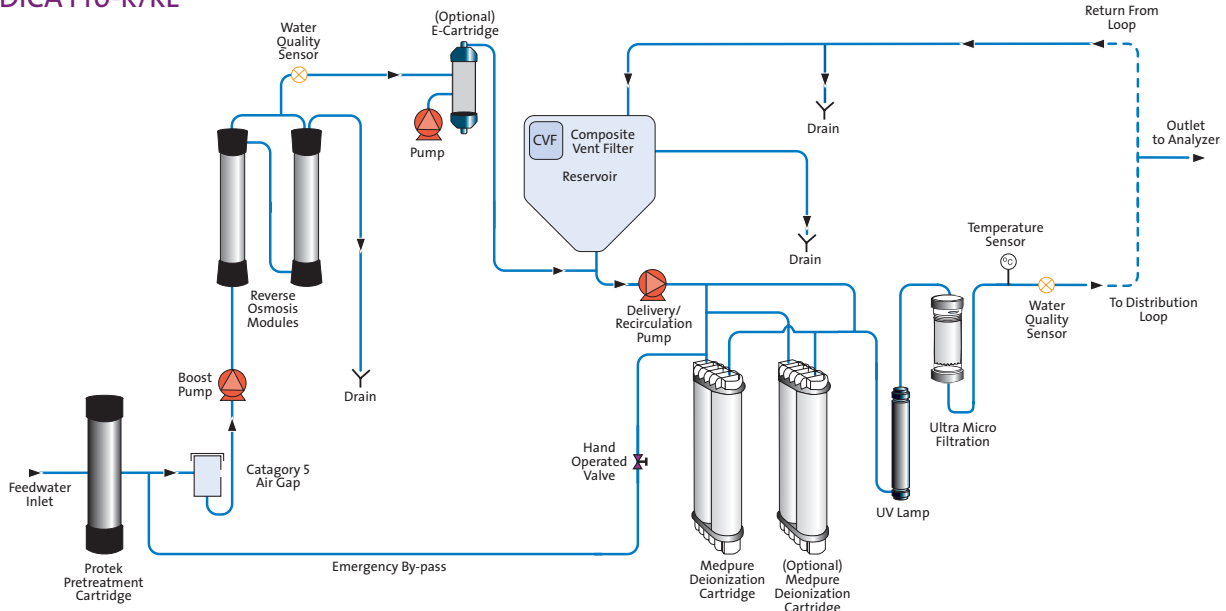 Return From
Loop
(Optional)
E-Cartridge
Water
Quality
Sensor
Outlet
to Analyzer
Drain
CVF
Composite
Vent Filter
Reservoir
Pump
Temperature
Sensor
°C
Drain
Reverse
Osmosis
Modules
Delivery/
Recirculation
Pump
To Distribution
Loop
Water
Quality
Sensor
Boost
Pump
Drain
Ultra Micro
Filtration
Hand
Operated
Valve
Catagory 5
Air Gap
Feedwater
Inlet
UV Lamp
Emergency By-pass
Protek
Pretreatment
Cartridge
Medpure
Deionization
Cartridge
(Optional)
Medpure
Deionization
Cartridge